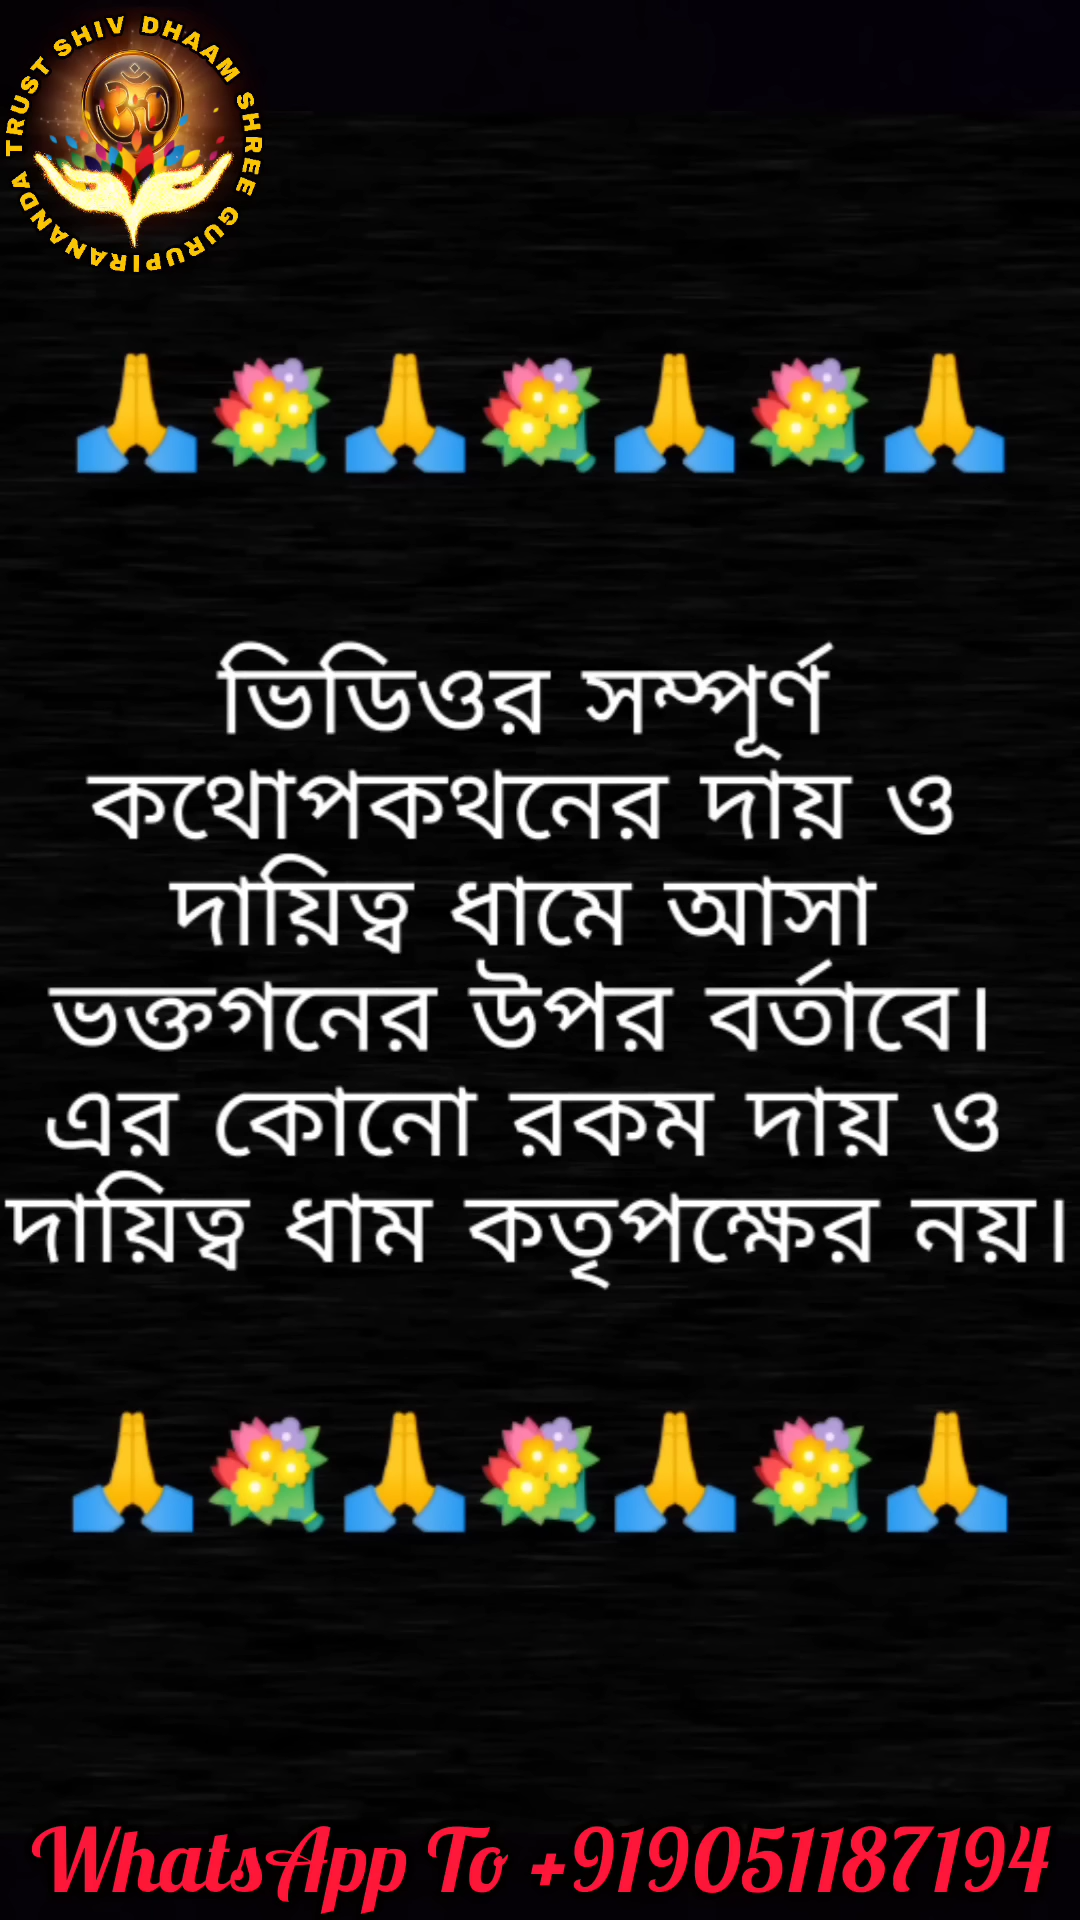 TRUST SHIV DHAAM SHREE GURUPIRANANDA
🙏💐🙏💐🙏💐🙏
ভিডিওর সম্পূর্ণ
কথোপকথনের দায় ও
দায়িত্ব ধামে আসা
ভক্তগনের উপর বর্তাবে।
এর কোনো রকম দায় ও
দায়িত্ব ধাম কতৃপক্ষের নয়।
🙏💐🙏💐🙏💐🙏
WhatsApp To +919051187194